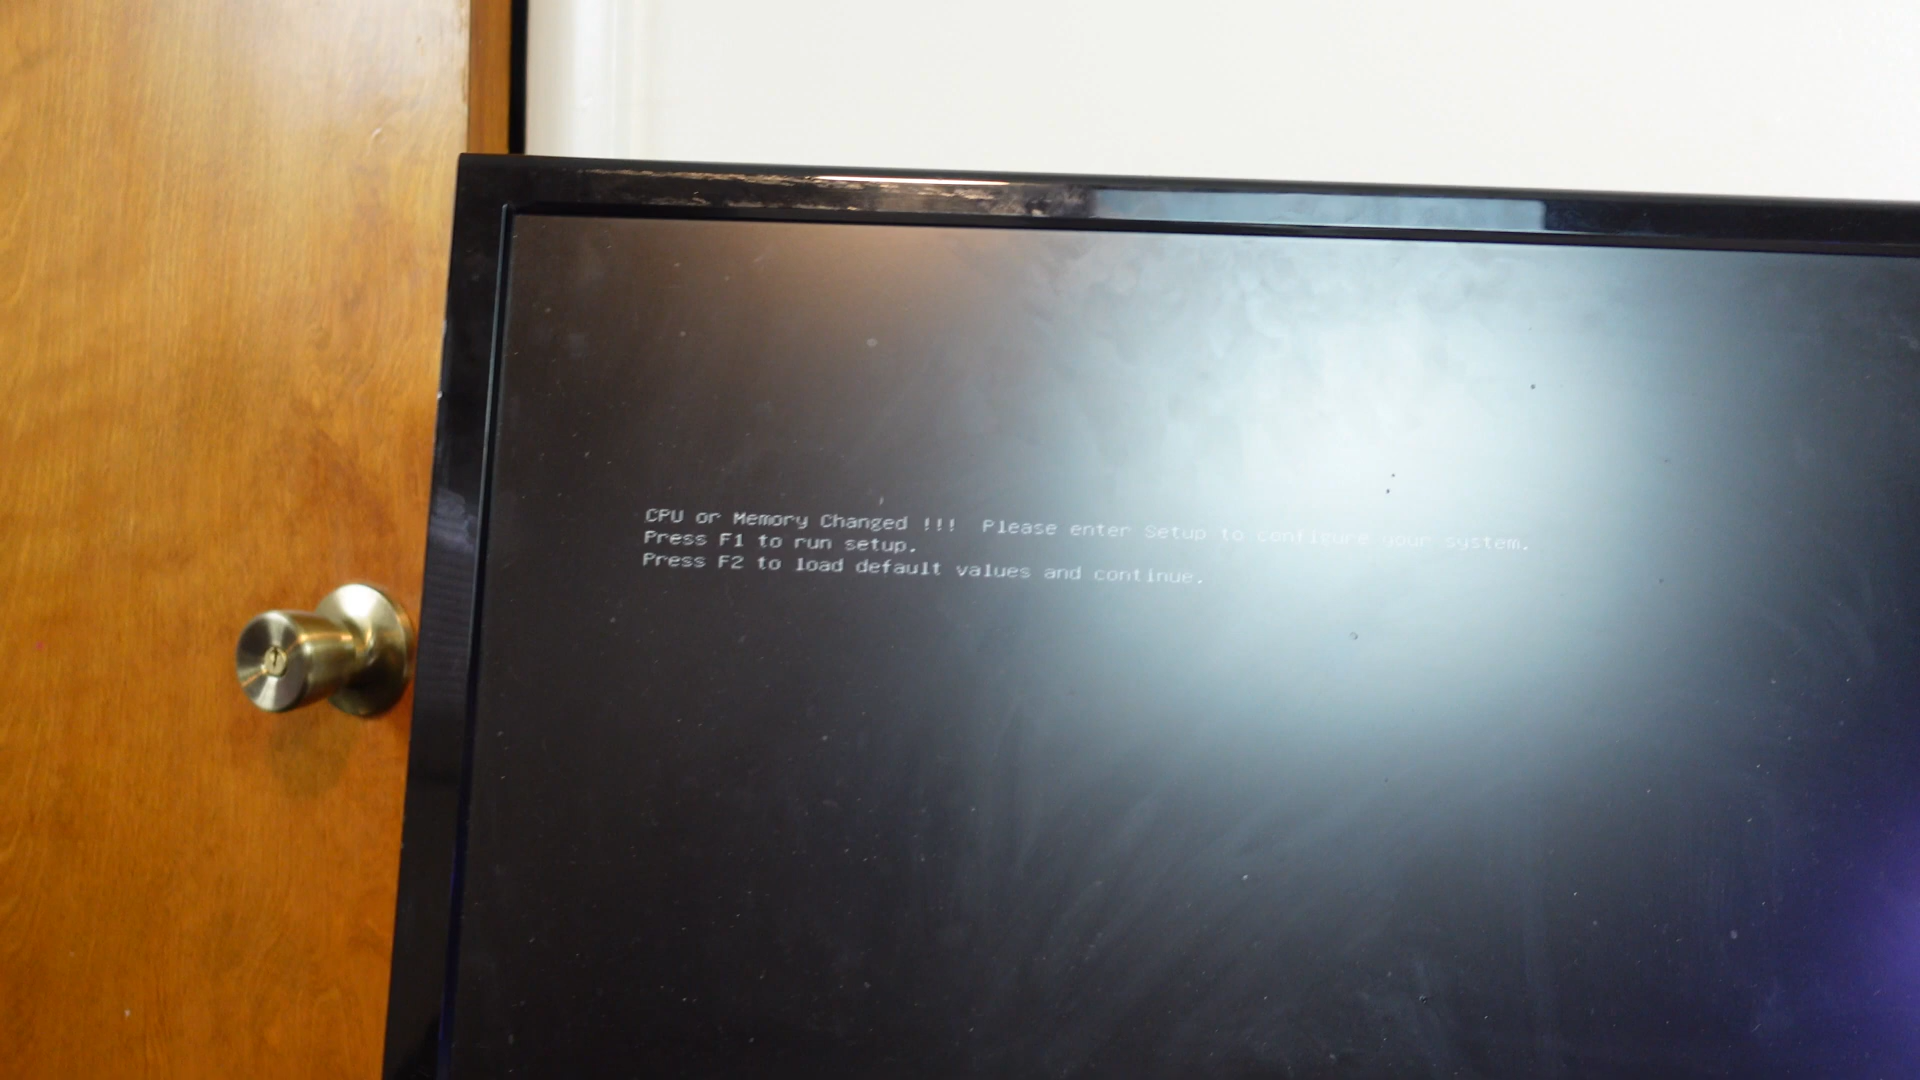 CPU or Memory Changed !!!  Please enter Setup to configure your system.
Press F1 to run setup.
Press F2 to load default values and continue.